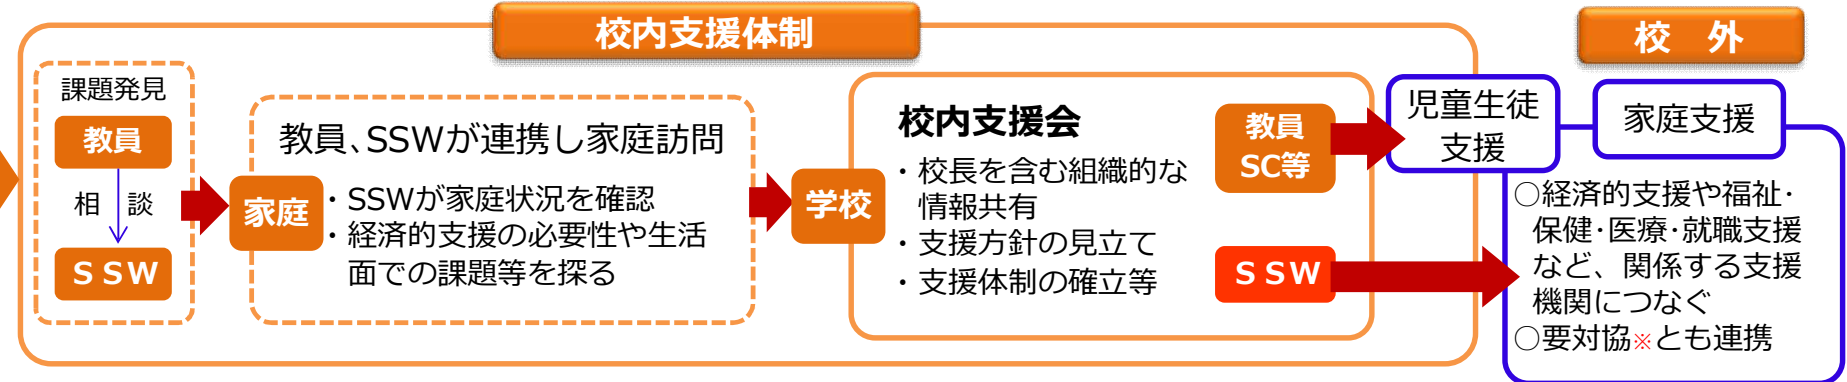 校内支援体制
校　外
課題発見
教員
相談
ＳＳＷ
教員、SSWが連携し家庭訪問
家庭
・SSWが家庭状況を確認
・経済的支援の必要性や生活
面での課題等を探る
学校
校内支援会
・校長を含む組織的な
情報共有
・支援方針の見立て
・支援体制の確立等
教員
SC等
ＳＳＷ
児童生徒
支援
家庭支援
○経済的支援や福祉・
保健・医療・就職支援
など、関係する支援
機関につなぐ
○要対協※とも連携